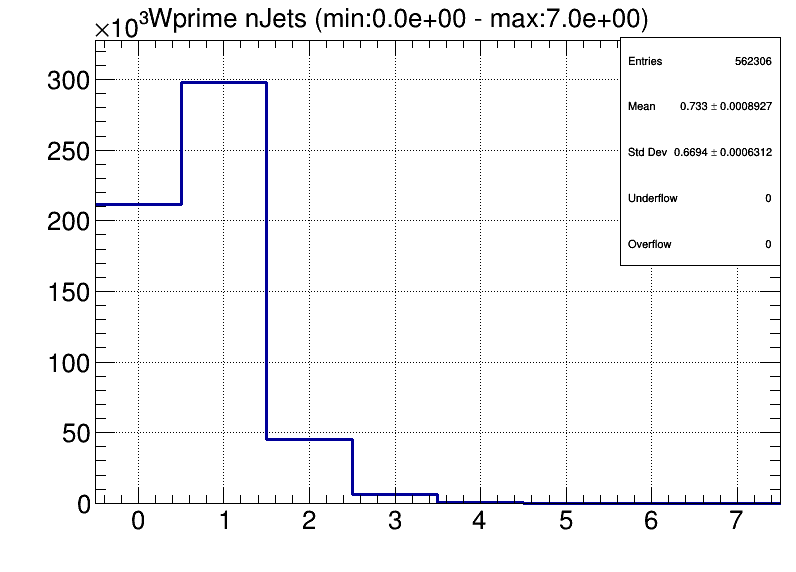 ×10³Wprime nJets (min:0.0e+00 - max:7.0e+00)
Entries 562306
Mean 0.733 ± 0.0008927
Std Dev 0.6694 ± 0.0006312
Underflow 0
Overflow 0
300
250
200
150
100
50
0
0 1 2 3 4 5 6 7